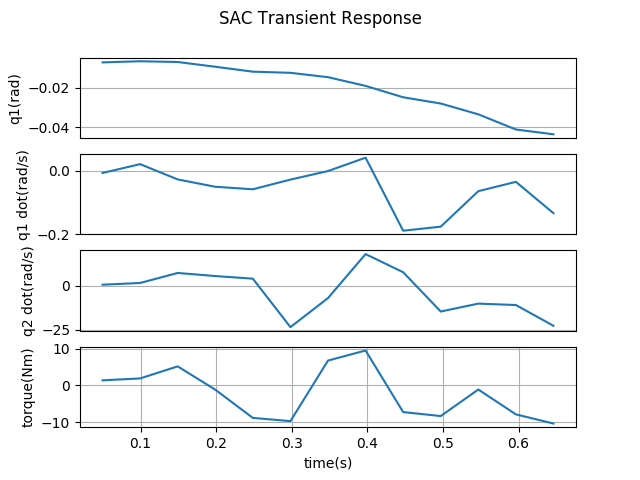 SAC Transient Response
q1(rad)
−0.02
−0.04
q1 dot(rad/s)
0.0
−0.2
q2 dot(rad/s)
0
−25
torque(Nm)
10
0
−10
0.1 0.2 0.3 0.4 0.5 0.6
time(s)